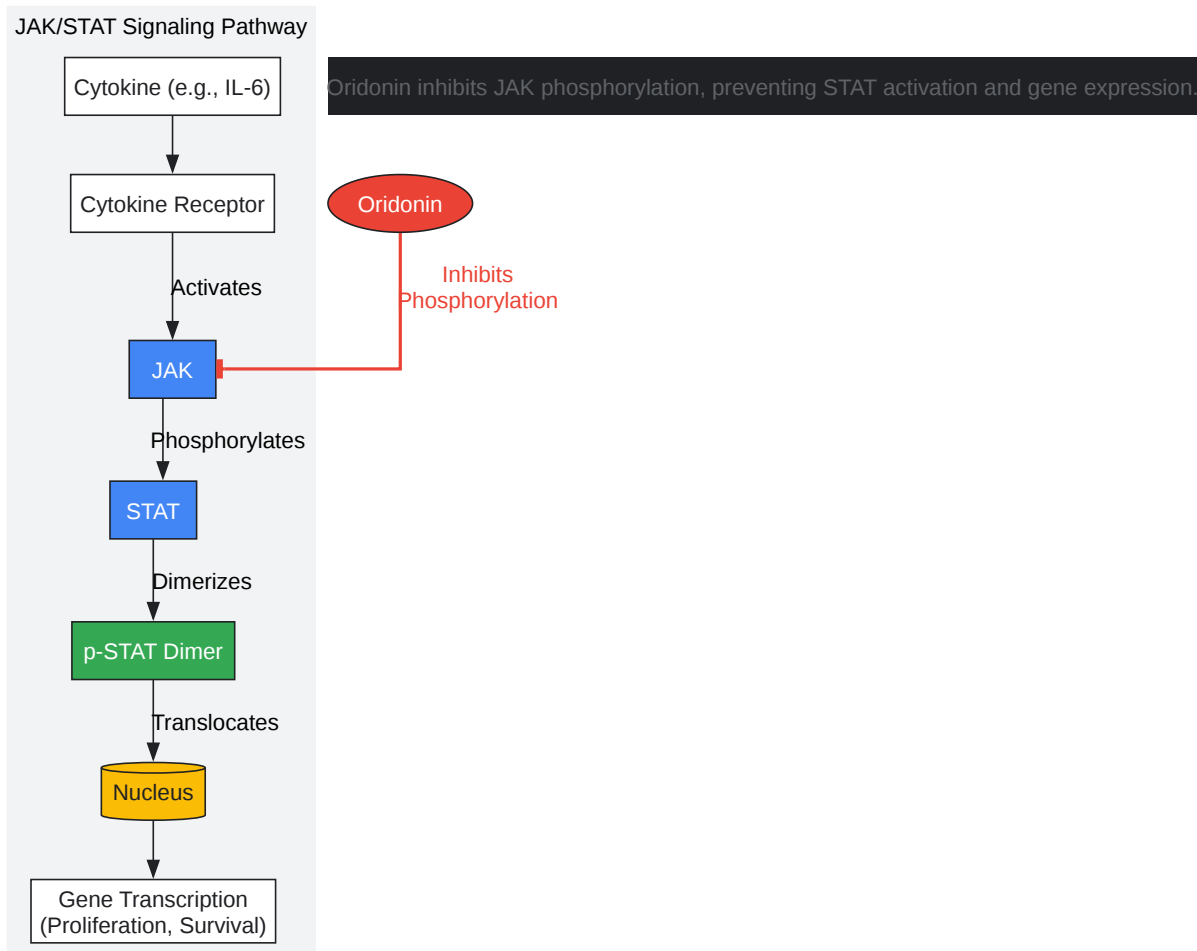 JAK/STAT Signaling Pathway
Cytokine (e.g., IL-6)
Oridonin inhibits JAK phosphorylation, preventing STAT activation and gene expression.
Cytokine Receptor
Oridonin
Activates
Inhibits
Phosphorylation
JAK
Phosphorylates
STAT
Dimerizes
p-STAT Dimer
Translocates
Nucleus
Gene Transcription
(Proliferation, Survival)